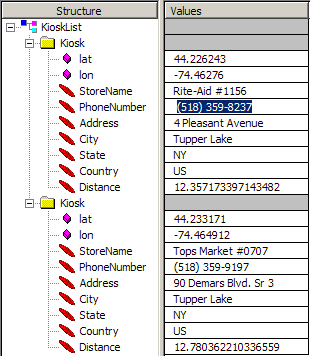 Structure Values
KioskList
Kiosk
lat 44.226243
lon -74.46276
StoreName Rite-Aid #1156
PhoneNumber (518) 359-8237
Address 4 Pleasant Avenue
City Tupper Lake
State NY
Country US
Distance 12.357173397143482
Kiosk
lat 44.233171
lon -74.464912
StoreName Tops Market #0707
PhoneNumber (518) 359-9197
Address 90 Demars Blvd. Sr 3
City Tupper Lake
State NY
Country US
Distance 12.780362210336559